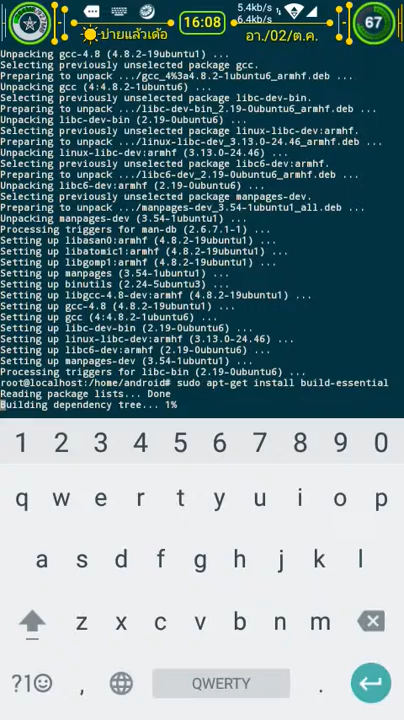 บ่ายแล้วเด้อ
16:08
5.4kb/s
6.4kb/s
อา./02/ต.ค.
67
Unpacking gcc-4.8 (4.8.2-19ubuntu1) ...
Selecting previously unselected package gcc.
Preparing to unpack .../gcc_4%3a4.8.2-1ubuntu6_armhf.deb ...
Unpacking gcc (4:4.8.2-1ubuntu6) ...
Selecting previously unselected package libc-dev-bin.
Preparing to unpack .../libc-dev-bin_2.19-0ubuntu6_armhf.deb ...
Unpacking libc-dev-bin (2.19-0ubuntu6) ...
Selecting previously unselected package linux-libc-dev:armhf.
Preparing to unpack .../linux-libc-dev_3.13.0-24.46_armhf.deb ...
Unpacking linux-libc-dev:armhf (3.13.0-24.46) ...
Selecting previously unselected package libc6-dev:armhf.
Preparing to unpack .../libc6-dev_2.19-0ubuntu6_armhf.deb ...
Unpacking libc6-dev:armhf (2.19-0ubuntu6) ...
Selecting previously unselected package manpages-dev.
Preparing to unpack .../manpages-dev_3.54-1ubuntu1_all.deb ...
Unpacking manpages-dev (3.54-1ubuntu1) ...
Processing triggers for man-db (2.6.7.1-1) ...
Setting up libasan0:armhf (4.8.2-19ubuntu1) ...
Setting up libatomic1:armhf (4.8.2-19ubuntu1) ...
Setting up libgomp1:armhf (4.8.2-19ubuntu1) ...
Setting up manpages (3.54-1ubuntu1) ...
Setting up binutils (2.24-5ubuntu3) ...
Setting up libgcc-4.8-dev:armhf (4.8.2-19ubuntu1) ...
Setting up gcc-4.8 (4.8.2-19ubuntu1) ...
Setting up gcc (4:4.8.2-1ubuntu6) ...
Setting up libc-dev-bin (2.19-0ubuntu6) ...
Setting up linux-libc-dev:armhf (3.13.0-24.46) ...
Setting up libc6-dev:armhf (2.19-0ubuntu6) ...
Setting up manpages-dev (3.54-1ubuntu1) ...
Processing triggers for libc-bin (2.19-0ubuntu6) ...
root@localhost:/home/android# sudo apt-get install build-essential
Reading package lists... Done
Building dependency tree... 1%
1 2 3 4 5 6 7 8 9 0
q w e r t y u i o p
a s d f g h j k l
z x c v b n m
?1☺ , QWERTY .